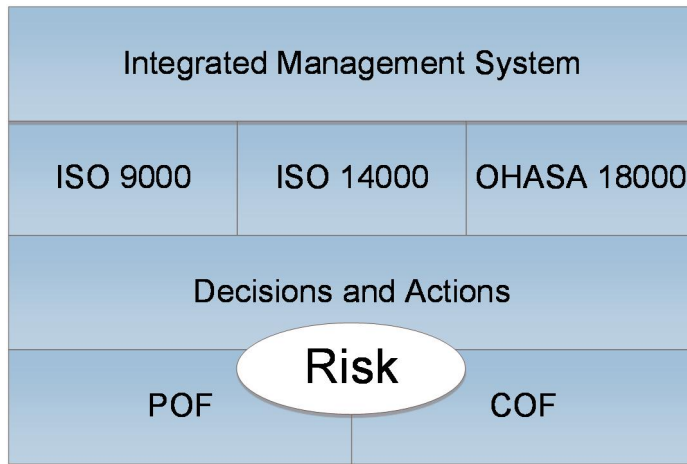 Integrated Management System
ISO 9000 ISO 14000 OHASA 18000
Decisions and Actions
Risk
POF COF